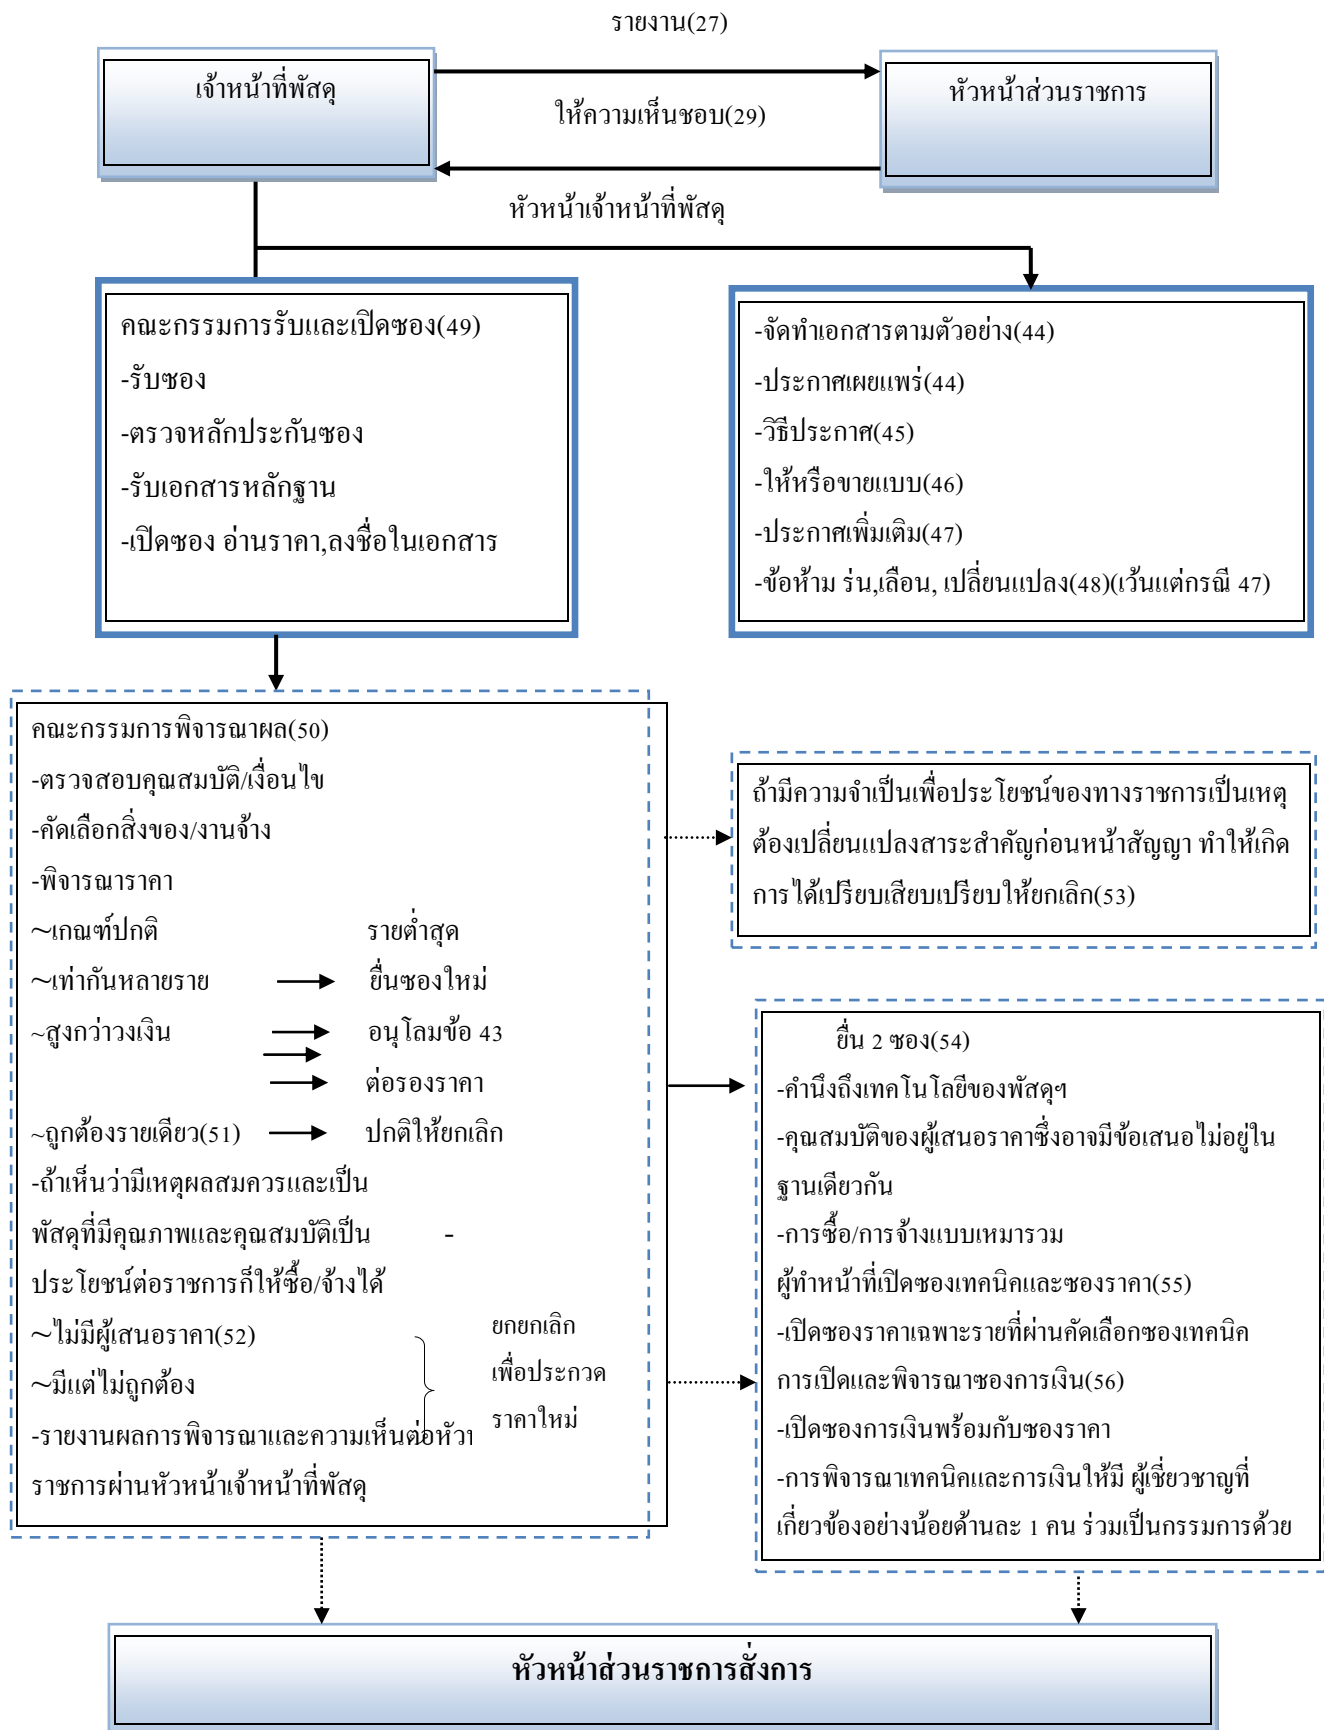 รายงาน(27)
เจ้าหน้าที่พัสดุ
หัวหน้าส่วนราชการ
ให้ความเห็นชอบ(29)
หัวหน้าเจ้าหน้าที่พัสดุ
คณะกรรมการรับและเปิดซอง(49)
-รับซอง
-ตรวจหลักประกันซอง
-รับเอกสารหลักฐาน
-เปิดซอง อ่านราคา,ลงชื่อในเอกสาร
-จัดทำเอกสารตามตัวอย่าง(44)
-ประกาศเผยแพร่(44)
-วิธีประกาศ(45)
-ให้หรือขายแบบ(46)
-ประกาศเพิ่มเติม(47)
-ข้อห้าม ร่น,เลือน, เปลี่ยนแปลง(48)(เว้นแต่กรณี 47)
คณะกรรมการพิจารณาผล(50)
-ตรวจสอบคุณสมบัติ/เงื่อนไข
-คัดเลือกสิ่งของ/งานจ้าง
-พิจารณาราคา
~เกณฑ์ปกติ รายต่ำสุด
~เท่ากันหลายราย ยื่นซองใหม่
~สูงกว่าวงเงิน อนุโลมข้อ 43
ต่อรองราคา
~ถูกต้องรายเดียว(51) ปกติให้ยกเลิก
-ถ้าเห็นว่ามีเหตุผลสมควรและเป็น
พัสดุที่มีคุณภาพและคุณสมบัติเป็น -
ประโยชน์ต่อราชการก็ให้ซื้อ/จ้างได้
~ไม่มีผู้เสนอราคา(52)
~มีแต่ไม่ถูกต้อง
-รายงานผลการพิจารณาและความเห็นต่อ
ราชการผ่านหัวหน้าเจ้าหน้าที่พัสดุ
ยกยกเลิก
เพื่อประกวด
ราคาใหม่
ถ้ามีความจำเป็นเพื่อประโยชน์ของทางราชการเป็นเหตุ
ต้องเปลี่ยนแปลงสาระสำคัญก่อนหน้าสัญญา ทำให้เกิด
การได้เปรียบเสียบเปรียบให้ยกเลิก(53)
ยื่น 2 ซอง(54)
-คำนึงถึงเทคโนโลยีของพัสดุฯ
-คุณสมบัติของผู้เสนอราคาซึ่งอาจมีข้อเสนอไม่อยู่ใน
ฐานเดียวกัน
-การซื้อ/การจ้างแบบเหมารวม
ผู้ทำหน้าที่เปิดซองเทคนิคและซองราคา(55)
-เปิดซองราคาเฉพาะรายที่ผ่านคัดเลือกซองเทคนิค
การเปิดและพิจารณาซองการเงิน(56)
-เปิดซองการเงินพร้อมกับซองราคา
-การพิจารณาเทคนิคและการเงินให้มี ผู้เชี่ยวชาญที่
เกี่ยวข้องอย่างน้อยด้านละ 1 คน ร่วมเป็นกรรมการด้วย
หัวหน้าส่วนราชการสั่งการ